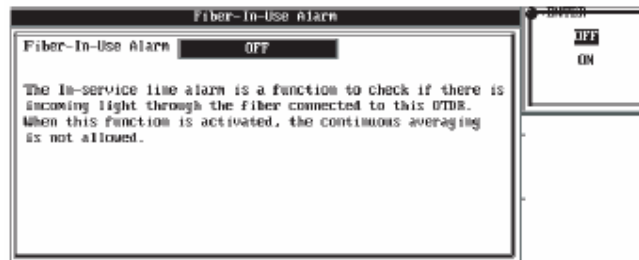 Fiber-In-Use Alarm
Fiber-In-Use Alarm OFF
The In-service line alarm is a function to check if there is
incoming light through the fiber connected to this OTDR.
When this function is activated, the continuous averaging
is not allowed.
ENTER
OFF
ON